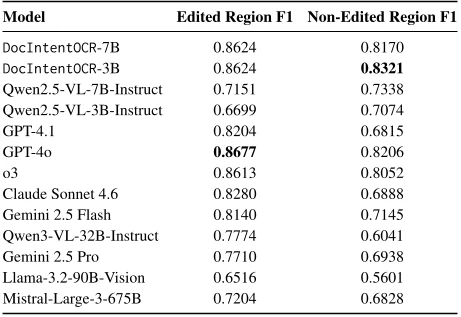 Model Edited Region F1 Non-Edited Region F1
DocIntentOCR-7B 0.8624 0.8170
DocIntentOCR-3B 0.8624 0.8321
Qwen2.5-VL-7B-Instruct 0.7151 0.7338
Qwen2.5-VL-3B-Instruct 0.6699 0.7074
GPT-4.1 0.8204 0.6815
GPT-4o 0.8677 0.8206
o3 0.8613 0.8052
Claude Sonnet 4.6 0.8280 0.6888
Gemini 2.5 Flash 0.8140 0.7145
Qwen3-VL-32B-Instruct 0.7774 0.6041
Gemini 2.5 Pro 0.7710 0.6938
Llama-3.2-90B-Vision 0.6516 0.5601
Mistral-Large-3-675B 0.7204 0.6828